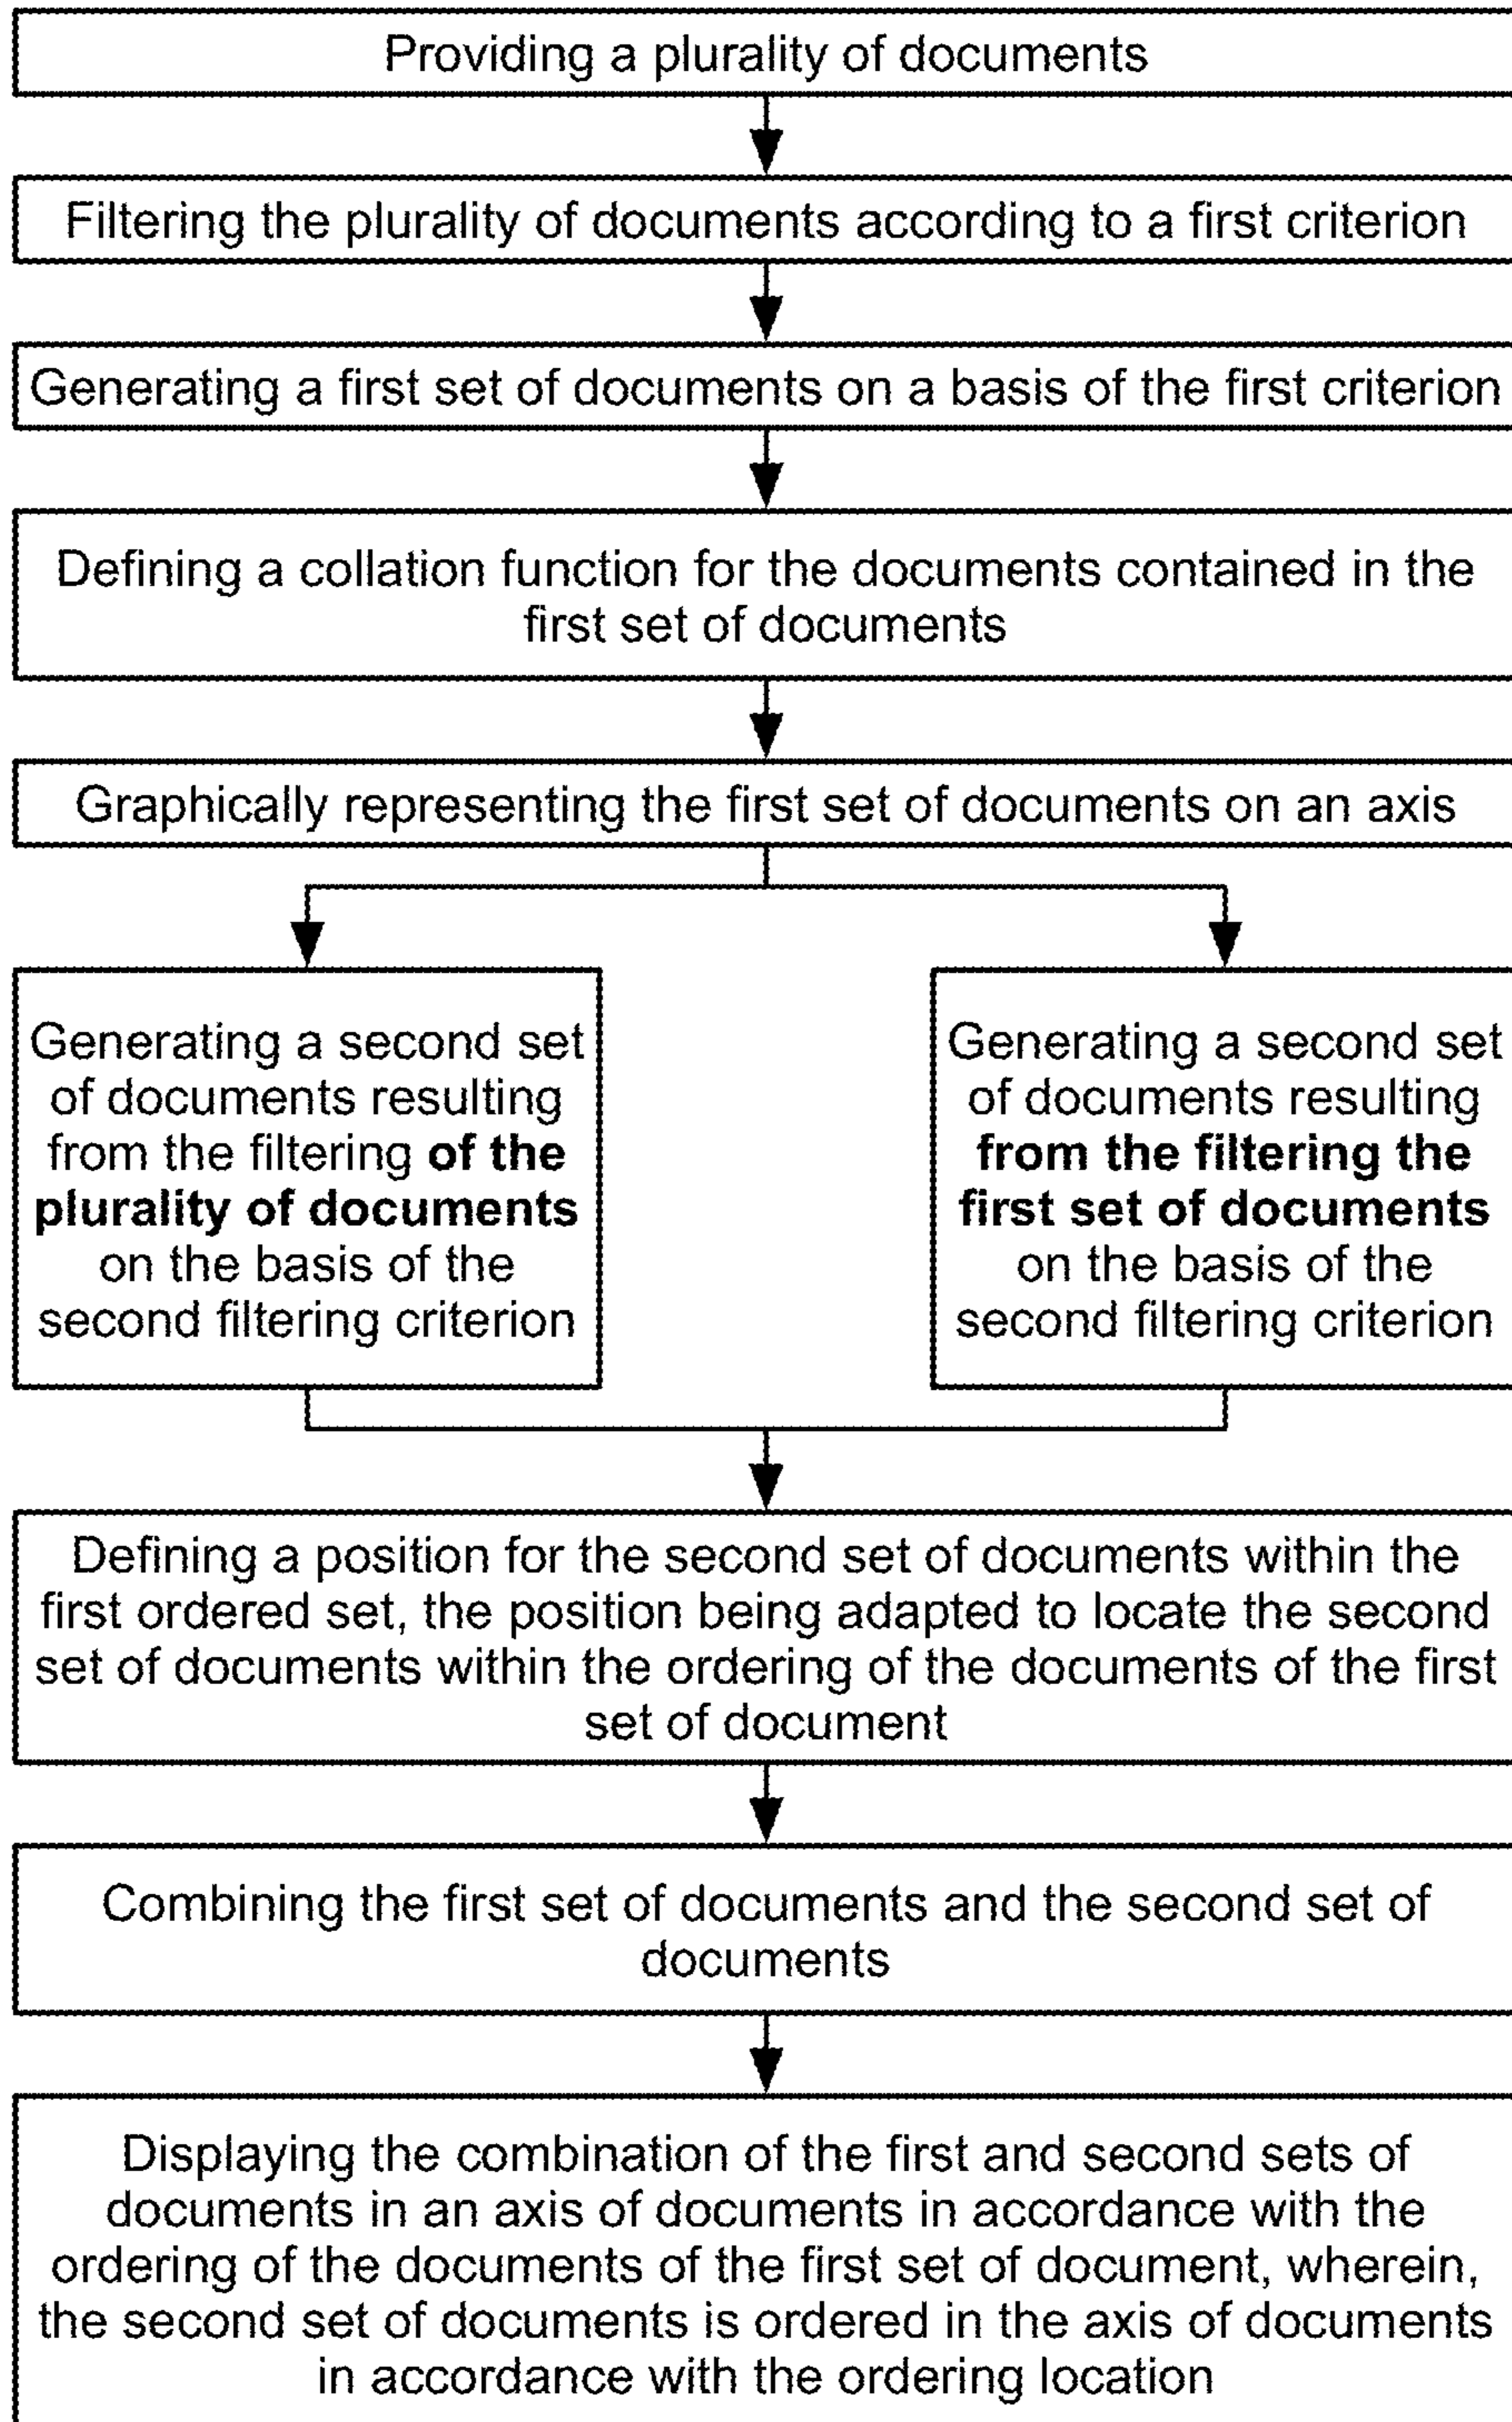 Providing a plurality of documents
Filtering the plurality of documents according to a first criterion
Generating a first set of documents on a basis of the first criterion
Defining a collation function for the documents contained in the
first set of documents
Graphically representing the first set of documents on an axis
Generating a second set
of documents resulting
from the filtering of the
plurality of documents
on the basis of the
second filtering criterion
Generating a second set
of documents resulting
from the filtering the
first set of documents
on the basis of the
second filtering criterion
Defining a position for the second set of documents within the
first ordered set, the position being adapted to locate the second
set of documents within the ordering of the documents of the first
set of document
Combining the first set of documents and the second set of
documents
Displaying the combination of the first and second sets of
documents in an axis of documents in accordance with the
ordering of the documents of the first set of document, wherein,
the second set of documents is ordered in the axis of documents
in accordance with the ordering location